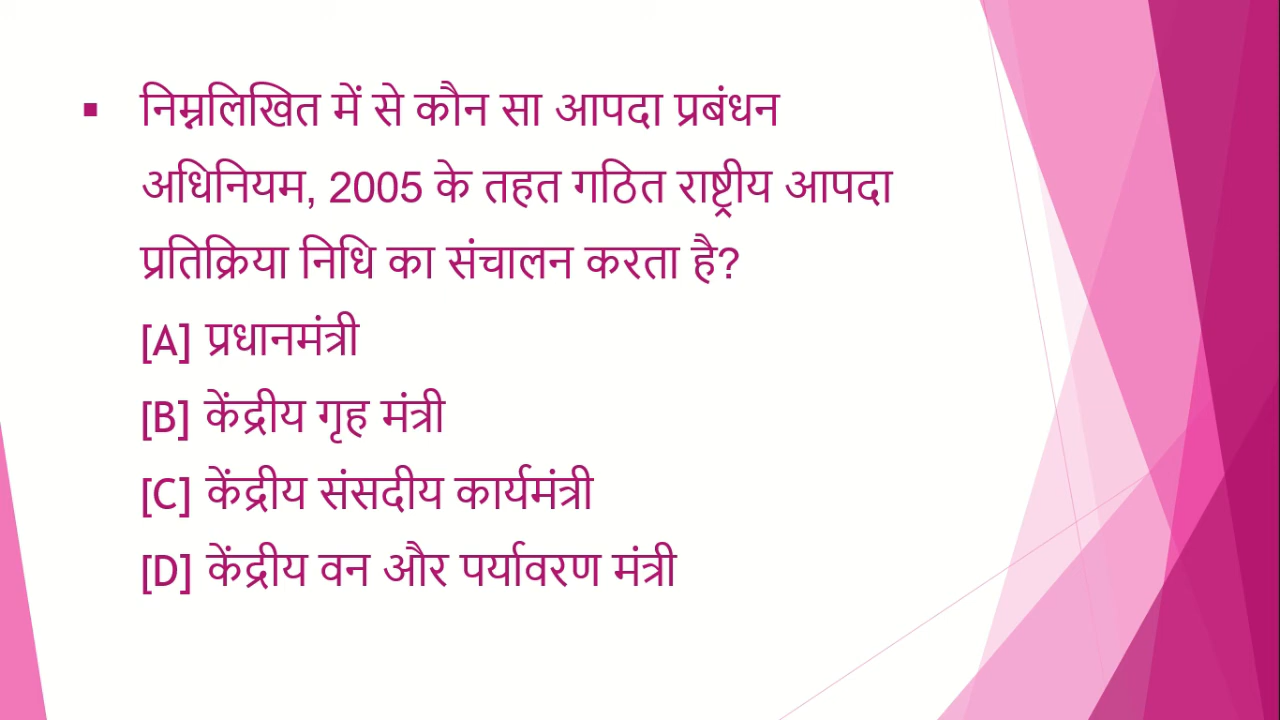 ▪ निम्नलिखित में से कौन सा आपदा प्रबंधन
अधिनियम, 2005 के तहत गठित राष्ट्रीय आपदा
प्रतिक्रिया निधि का संचालन करता है?
[A] प्रधानमंत्री
[B] केंद्रीय गृह मंत्री
[C] केंद्रीय संसदीय कार्यमंत्री
[D] केंद्रीय वन और पर्यावरण मंत्री